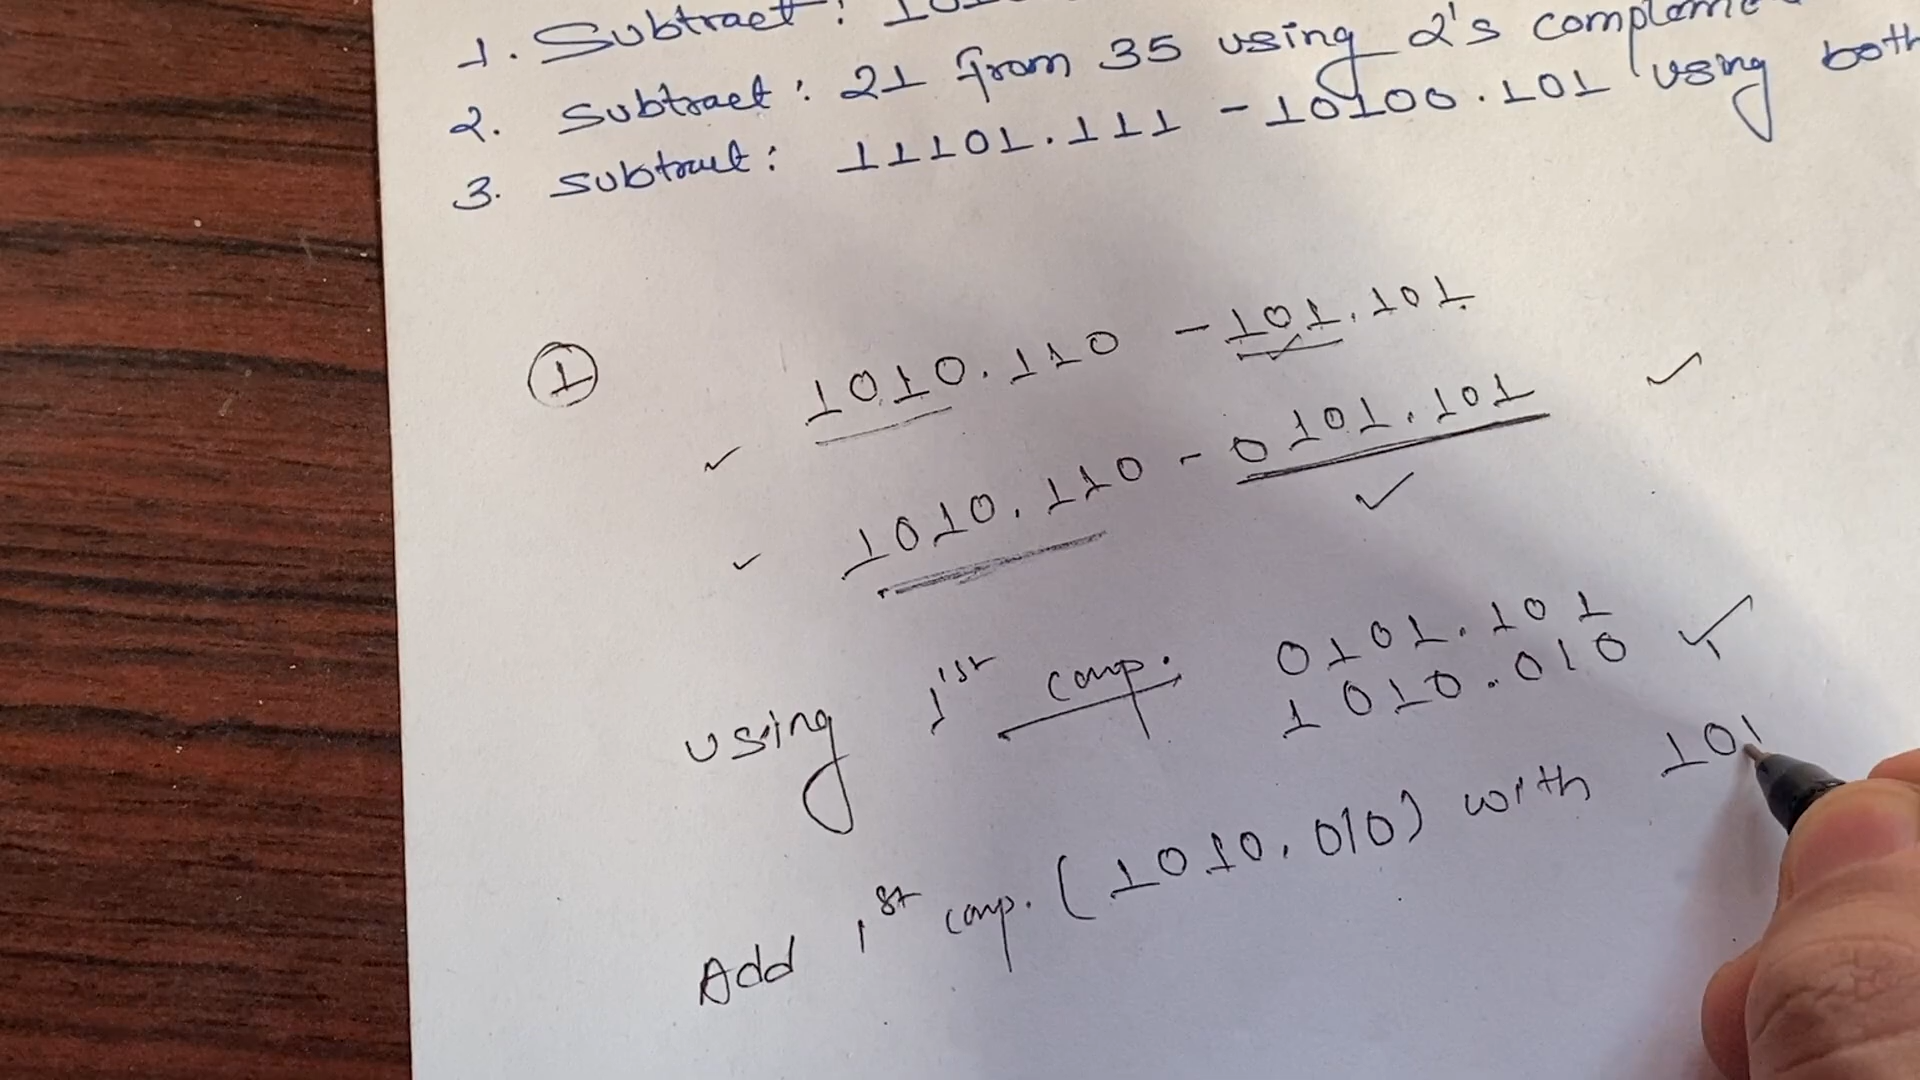 1. Subtract:
2. Subtract: 21 from 35 using 2's
3. subtract: 11101.111 - 10100.101 using both
1 1010.110 - 101.101
1010.110 - 0101.101
using 1'st comp. 0101.101
1010.010
Add 1st comp. (1010.010) with 101